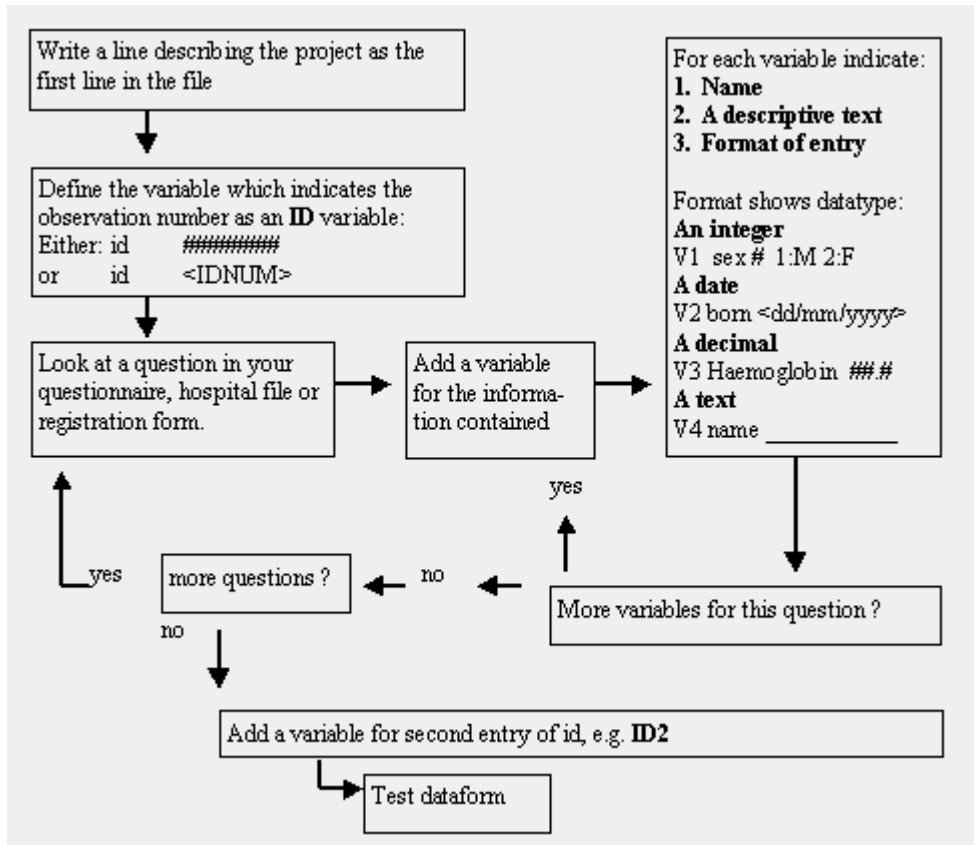 Write a line describing the project as the
first line in the file
Define the variable which indicates the
observation number as an ID variable:
Either: id #########
or id <IDNUM>
Look at a question in your
questionnaire, hospital file or
registration form.
Add a variable
for the informa-
tion contained
For each variable indicate:
1. Name
2. A descriptive text
3. Format of entry
Format shows datatype:
An integer
V1 sex # 1:M 2:F
A date
V2 born <dd/mm/yyyy>
A decimal
V3 Haemoglobin ##.#
A text
V4 name ____________
More variables for this question ?
yes
no
more questions ?
yes
no
Add a variable for second entry of id, e.g. ID2
Test dataform